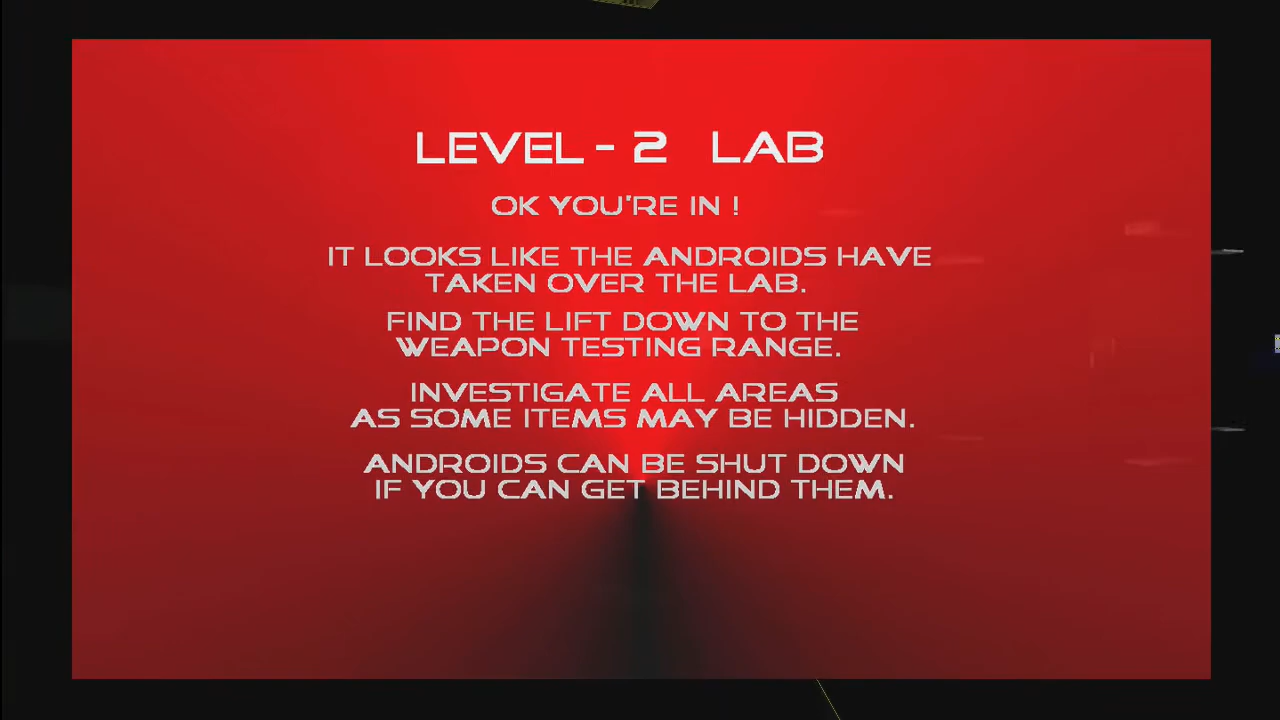 LEVEL - 2 LAB
OK YOU'RE IN !
IT LOOKS LIKE THE ANDROIDS HAVE
TAKEN OVER THE LAB.
FIND THE LIFT DOWN TO THE
WEAPON TESTING RANGE.
INVESTIGATE ALL AREAS
AS SOME ITEMS MAY BE HIDDEN.
ANDROIDS CAN BE SHUT DOWN
IF YOU CAN GET BEHIND THEM.